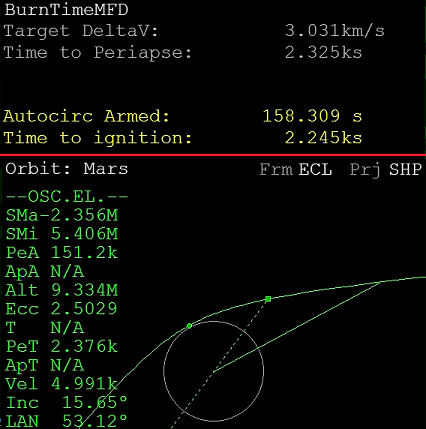 BurnTimeMFD
Target DeltaV: 3.031km/s
Time to Periapse: 2.325ks
Autocirc Armed: 158.309 s
Time to ignition: 2.245ks
Orbit: Mars Frm ECL Prj SHP
--OSC.EL.--
SMa-2.356M
SMi 5.406M
PeA 151.2k
ApA N/A
Alt 9.334M
Ecc 2.5029
T N/A
PeT 2.376k
ApT N/A
Vel 4.991k
Inc 15.65°
LAN 53.12°